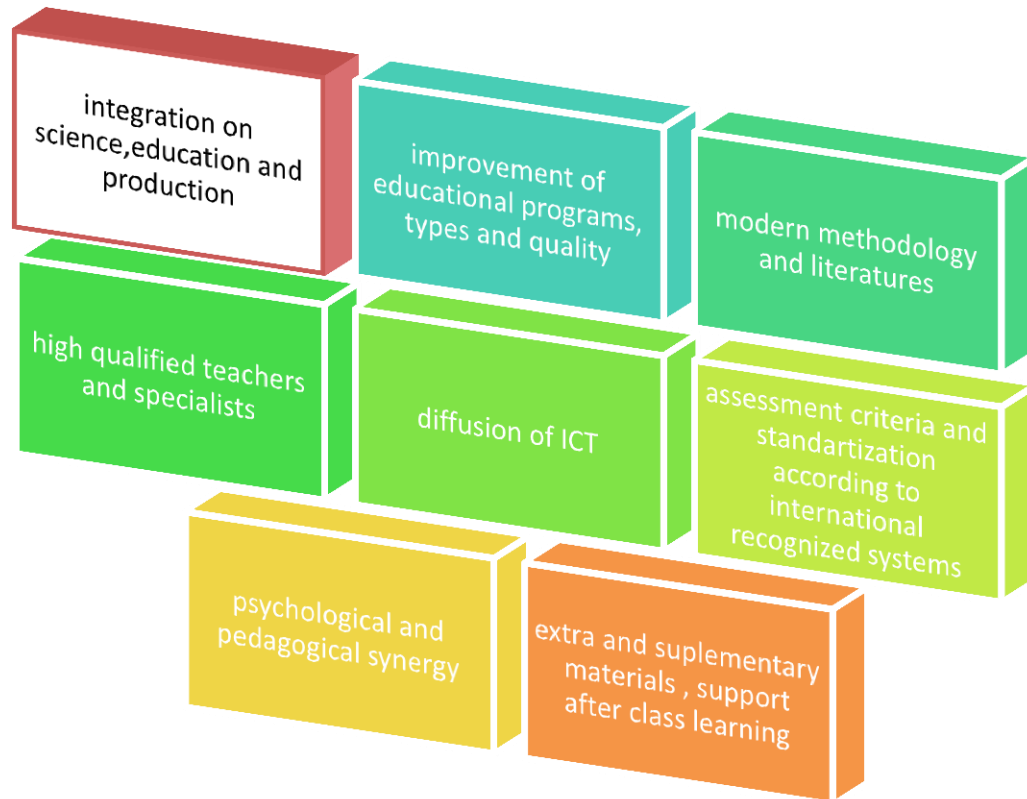 integration on
science,education and
production
improvement of
educational programs,
types and quality
modern methodology
and literatures
high qualified teachers
and specialists
diffusion of ICT
assessment criteria and
standartization
according to
international
recognized systems
psychological and
pedagogical synergy
extra and suplementary
materials , support
after class learning